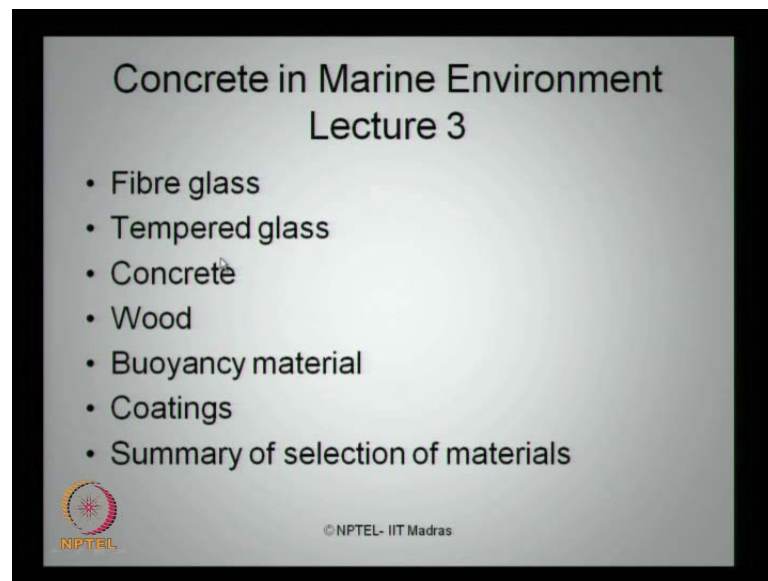 Concrete in Marine Environment
Lecture 3
• Fibre glass
• Tempered glass
• Concrete
• Wood
• Buoyancy material
• Coatings
• Summary of selection of materials
NPTEL
© NPTEL- IIT Madras